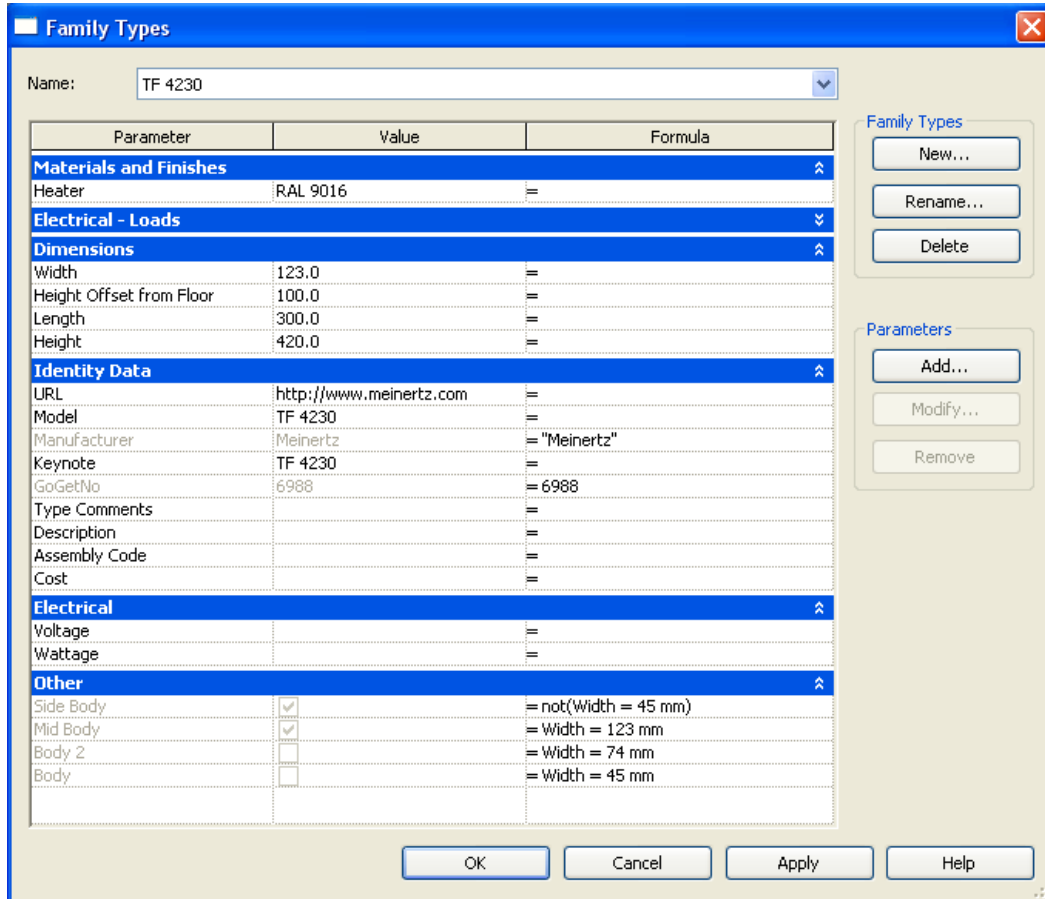 Family Types
Name: TF 4230
Parameter Value Formula
Materials and Finishes
Heater RAL 9016 =
Electrical - Loads
Dimensions
Width 123.0 =
Height Offset from Floor 100.0 =
Length 300.0 =
Height 420.0 =
Identity Data
URL http://www.meinertz.com =
Model TF 4230 =
Manufacturer Meinertz = "Meinertz"
Keynote TF 4230 =
GoGetNo 6988 = 6988
Type Comments =
Description =
Assembly Code =
Cost =
Electrical
Voltage =
Wattage =
Other
Side Body = not(Width = 45 mm)
Mid Body = Width = 123 mm
Body 2 = Width = 74 mm
Body = Width = 45 mm
Family Types
New...
Rename...
Delete
Parameters
Add...
Modify...
Remove
OK Cancel Apply Help